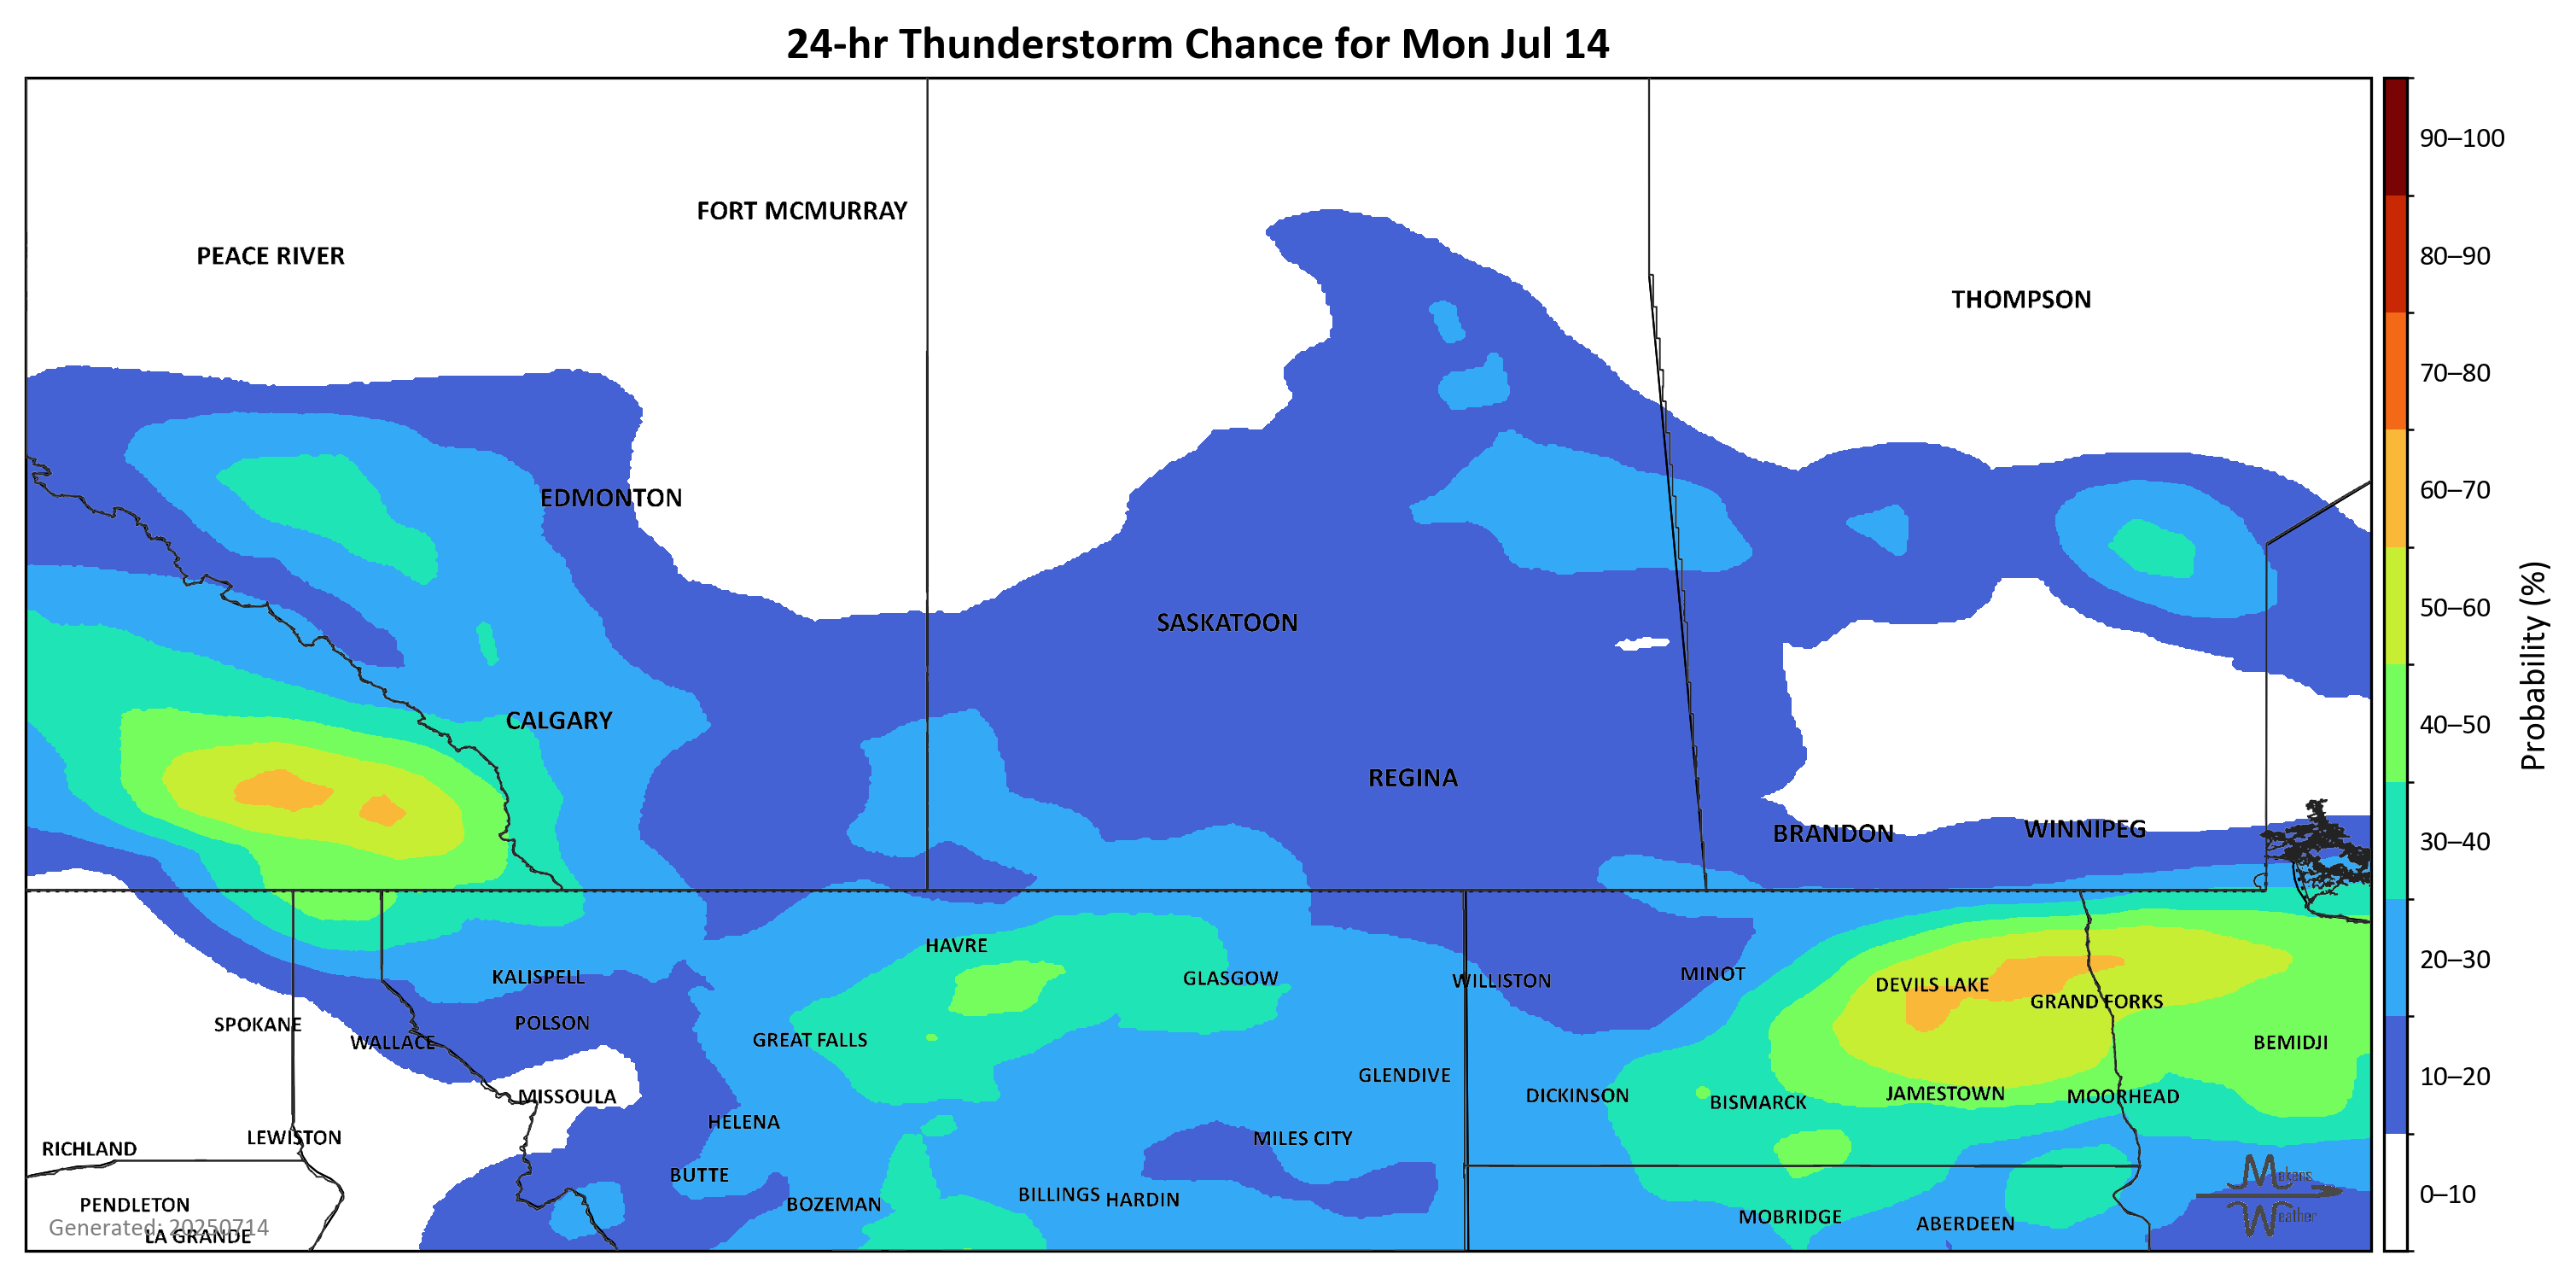 24-hr Thunderstorm Chance for Mon Jul 14
90–100
FORT MCMURRAY
PEACE RIVER
80–90
THOMPSON
70–80
60–70
EDMONTON
50–60
SASKATOON
Probability (%)
CALGARY
40–50
REGINA
WINNIPEG
BRANDON
30–40
HAVRE
20–30
MINOT
KALISPELL
GLASGOW
WILLISTON
DEVILS LAKE
GRAND FORKS
POLSON
SPOKANE
GREAT FALLS
WALLACE
BEMIDJI
GLENDIVE
10–20
MISSOULA
DICKINSON
JAMESTOWN
MOORHEAD
BISMARCK
HELENA
LEWISTON
MILES CITY
RICHLAND
BUTTE
Mekens
0–10
BILLINGS
HARDIN
PENDLETON
BOZEMAN
MOBRIDGE
Weather
ABERDEEN
Generated: 20250714
LA GRANDE